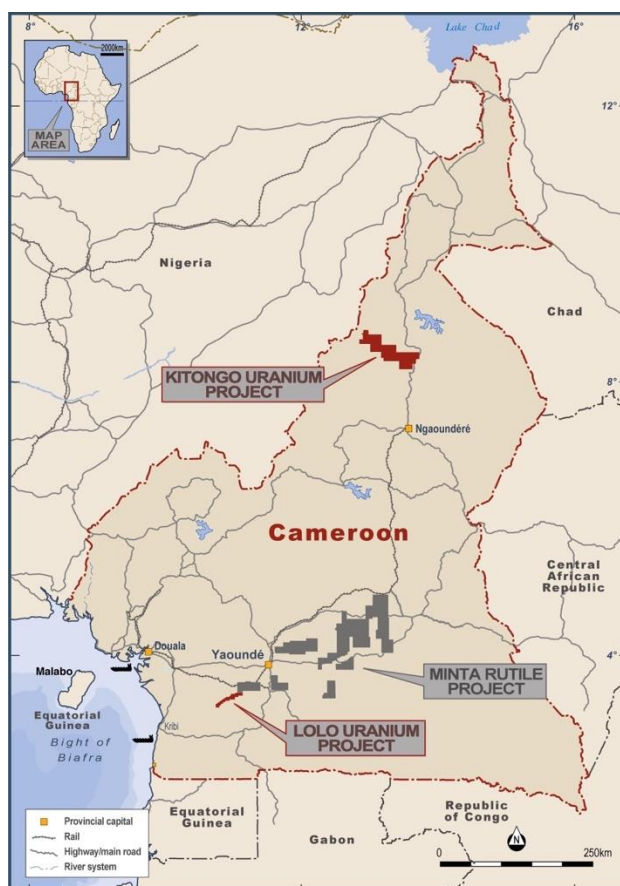 8°
12°
16°
2000km
MAP
AREA
Lake Chad
12°
Nigeria
Chad
KITONGO URANIUM
PROJECT
8°
Ngaoundéré
Cameroon
Central
African
Republic
Douala
Yaoundé
4°
Malabo
MINTA RUTILE
PROJECT
Equatorial
Guinea
Kribi
LOLO URANIUM
PROJECT
Bight of
Biafra
Provincial capital
Rail
Highway/main road
River system
Equatorial
Guinea
Gabon
Republic
of Congo
N
0
250km